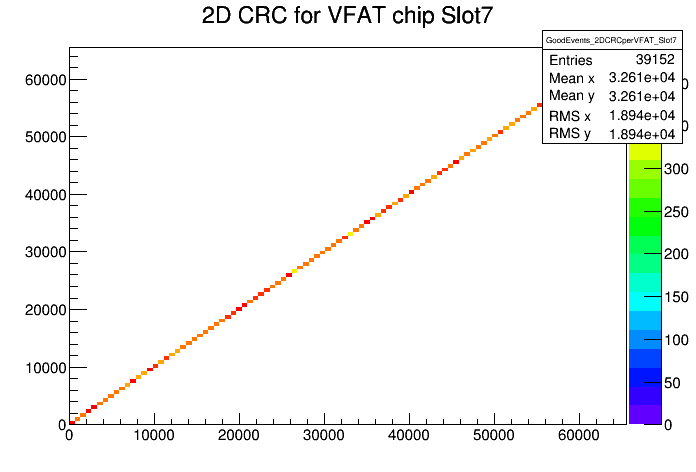 2D CRC for VFAT chip Slot7
GoodEvents_2DCRCperVFAT_Slot7
Entries 39152
Mean x 3.261e+04
Mean y 3.261e+04
RMS x 1.894e+04
RMS y 1.894e+04
60000
50000
40000
30000
20000
10000
0
0 10000 20000 30000 40000 50000 60000
300
250
200
150
100
50
0